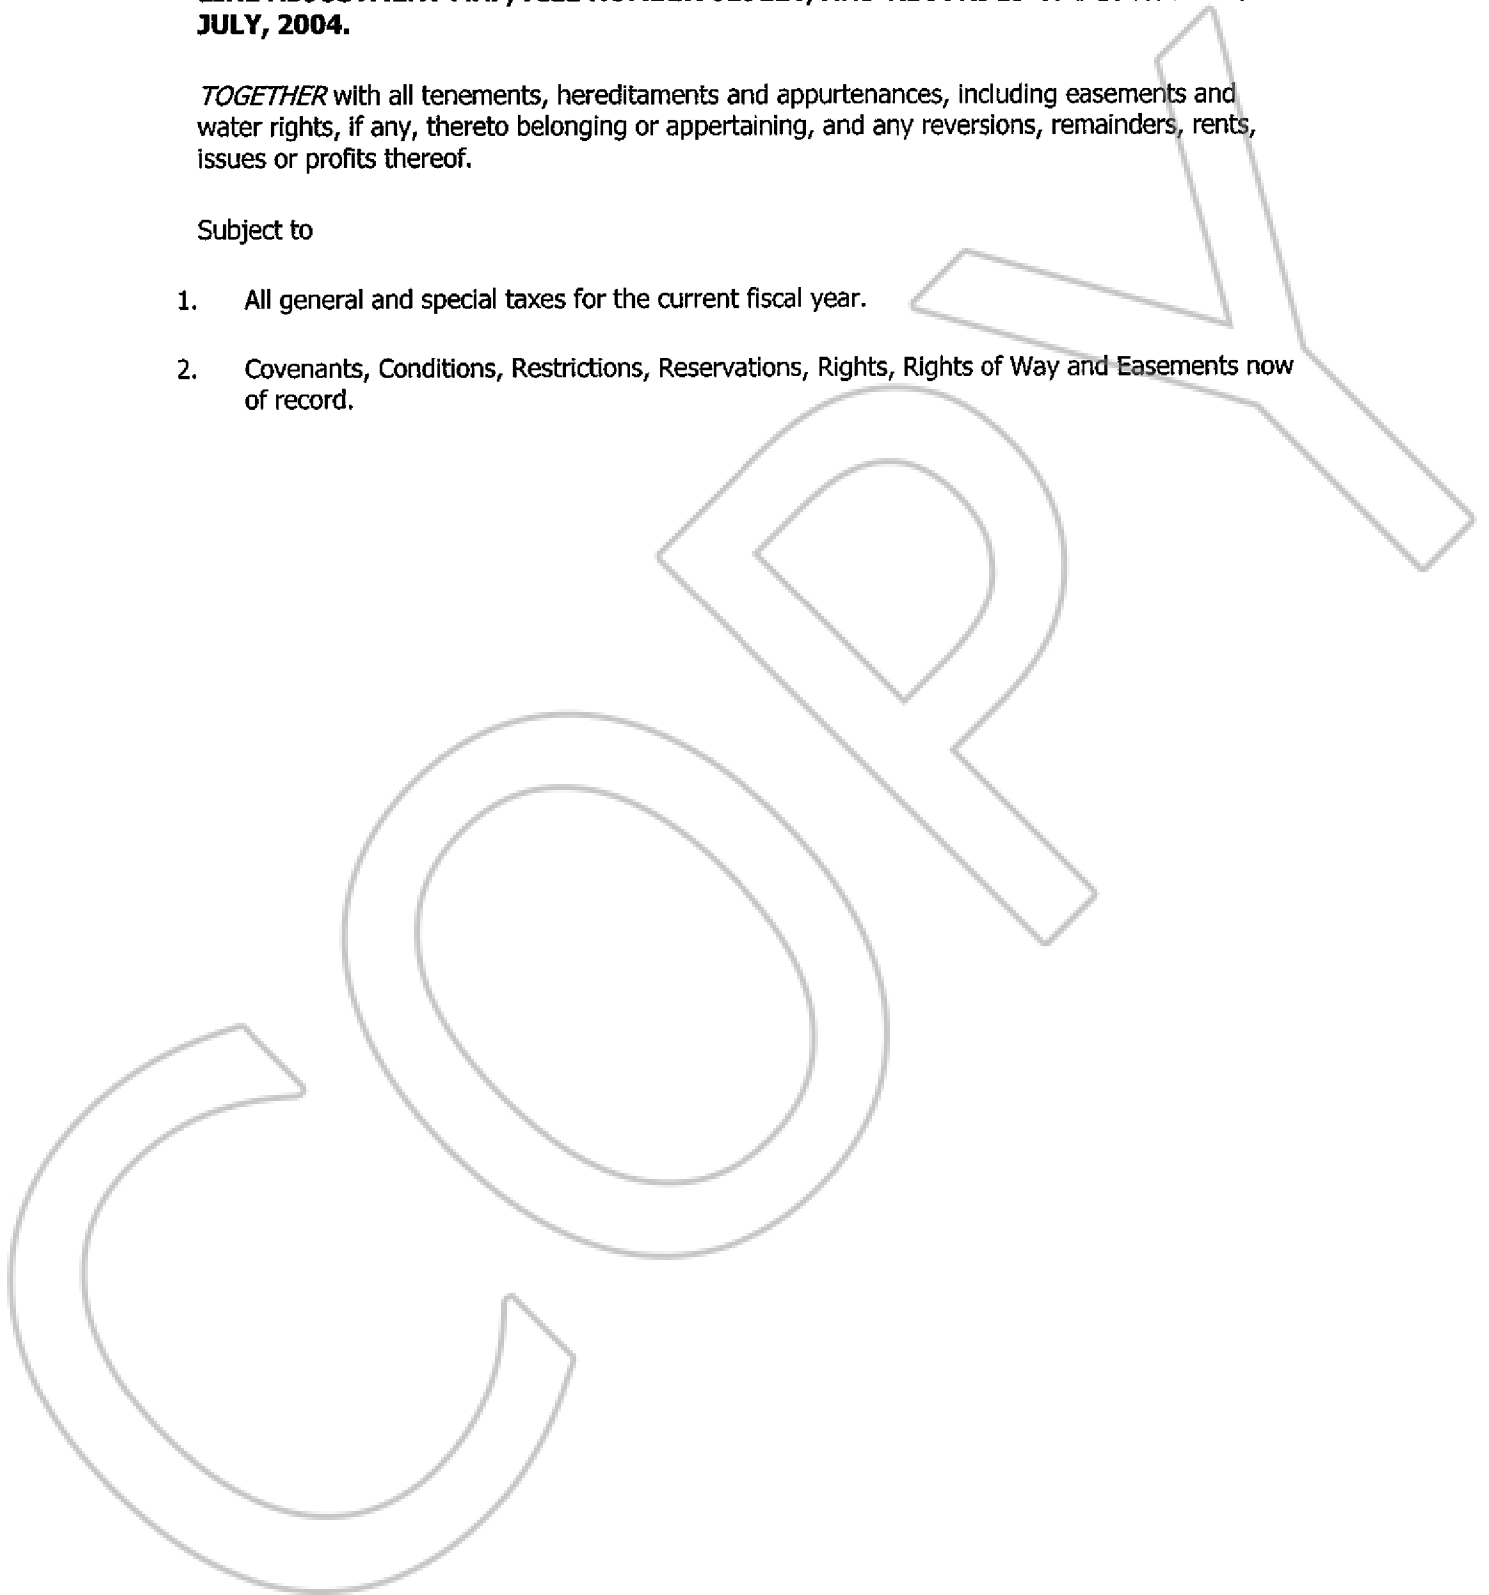 JULY, 2004.
TOGETHER with all tenements, hereditaments and appurtenances, including easements and
water rights, if any, thereto belonging or appertaining, and any reversions, remainders, rents,
issues or profits thereof.
Subject to
1. All general and special taxes for the current fiscal year.
2. Covenants, Conditions, Restrictions, Reservations, Rights, Rights of Way and Easements now
of record.
COPY